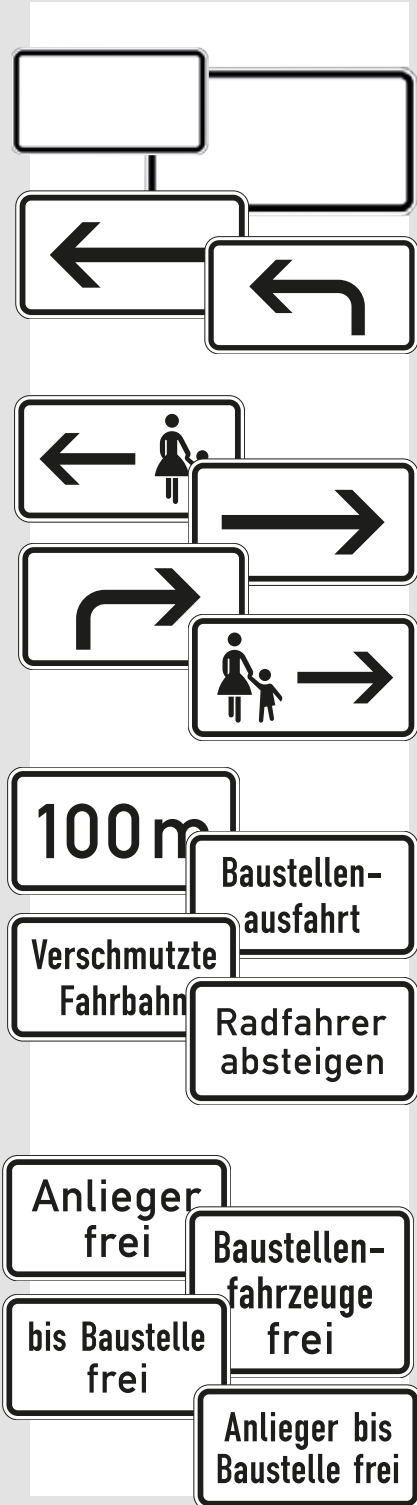 100 m
Baustellen-
ausfahrt
Verschmutzte
Fahrbahn
Radfahrer
absteigen
Anlieger
frei
Baustellen-
fahrzeuge
frei
bis Baustelle
frei
Anlieger bis
Baustelle frei